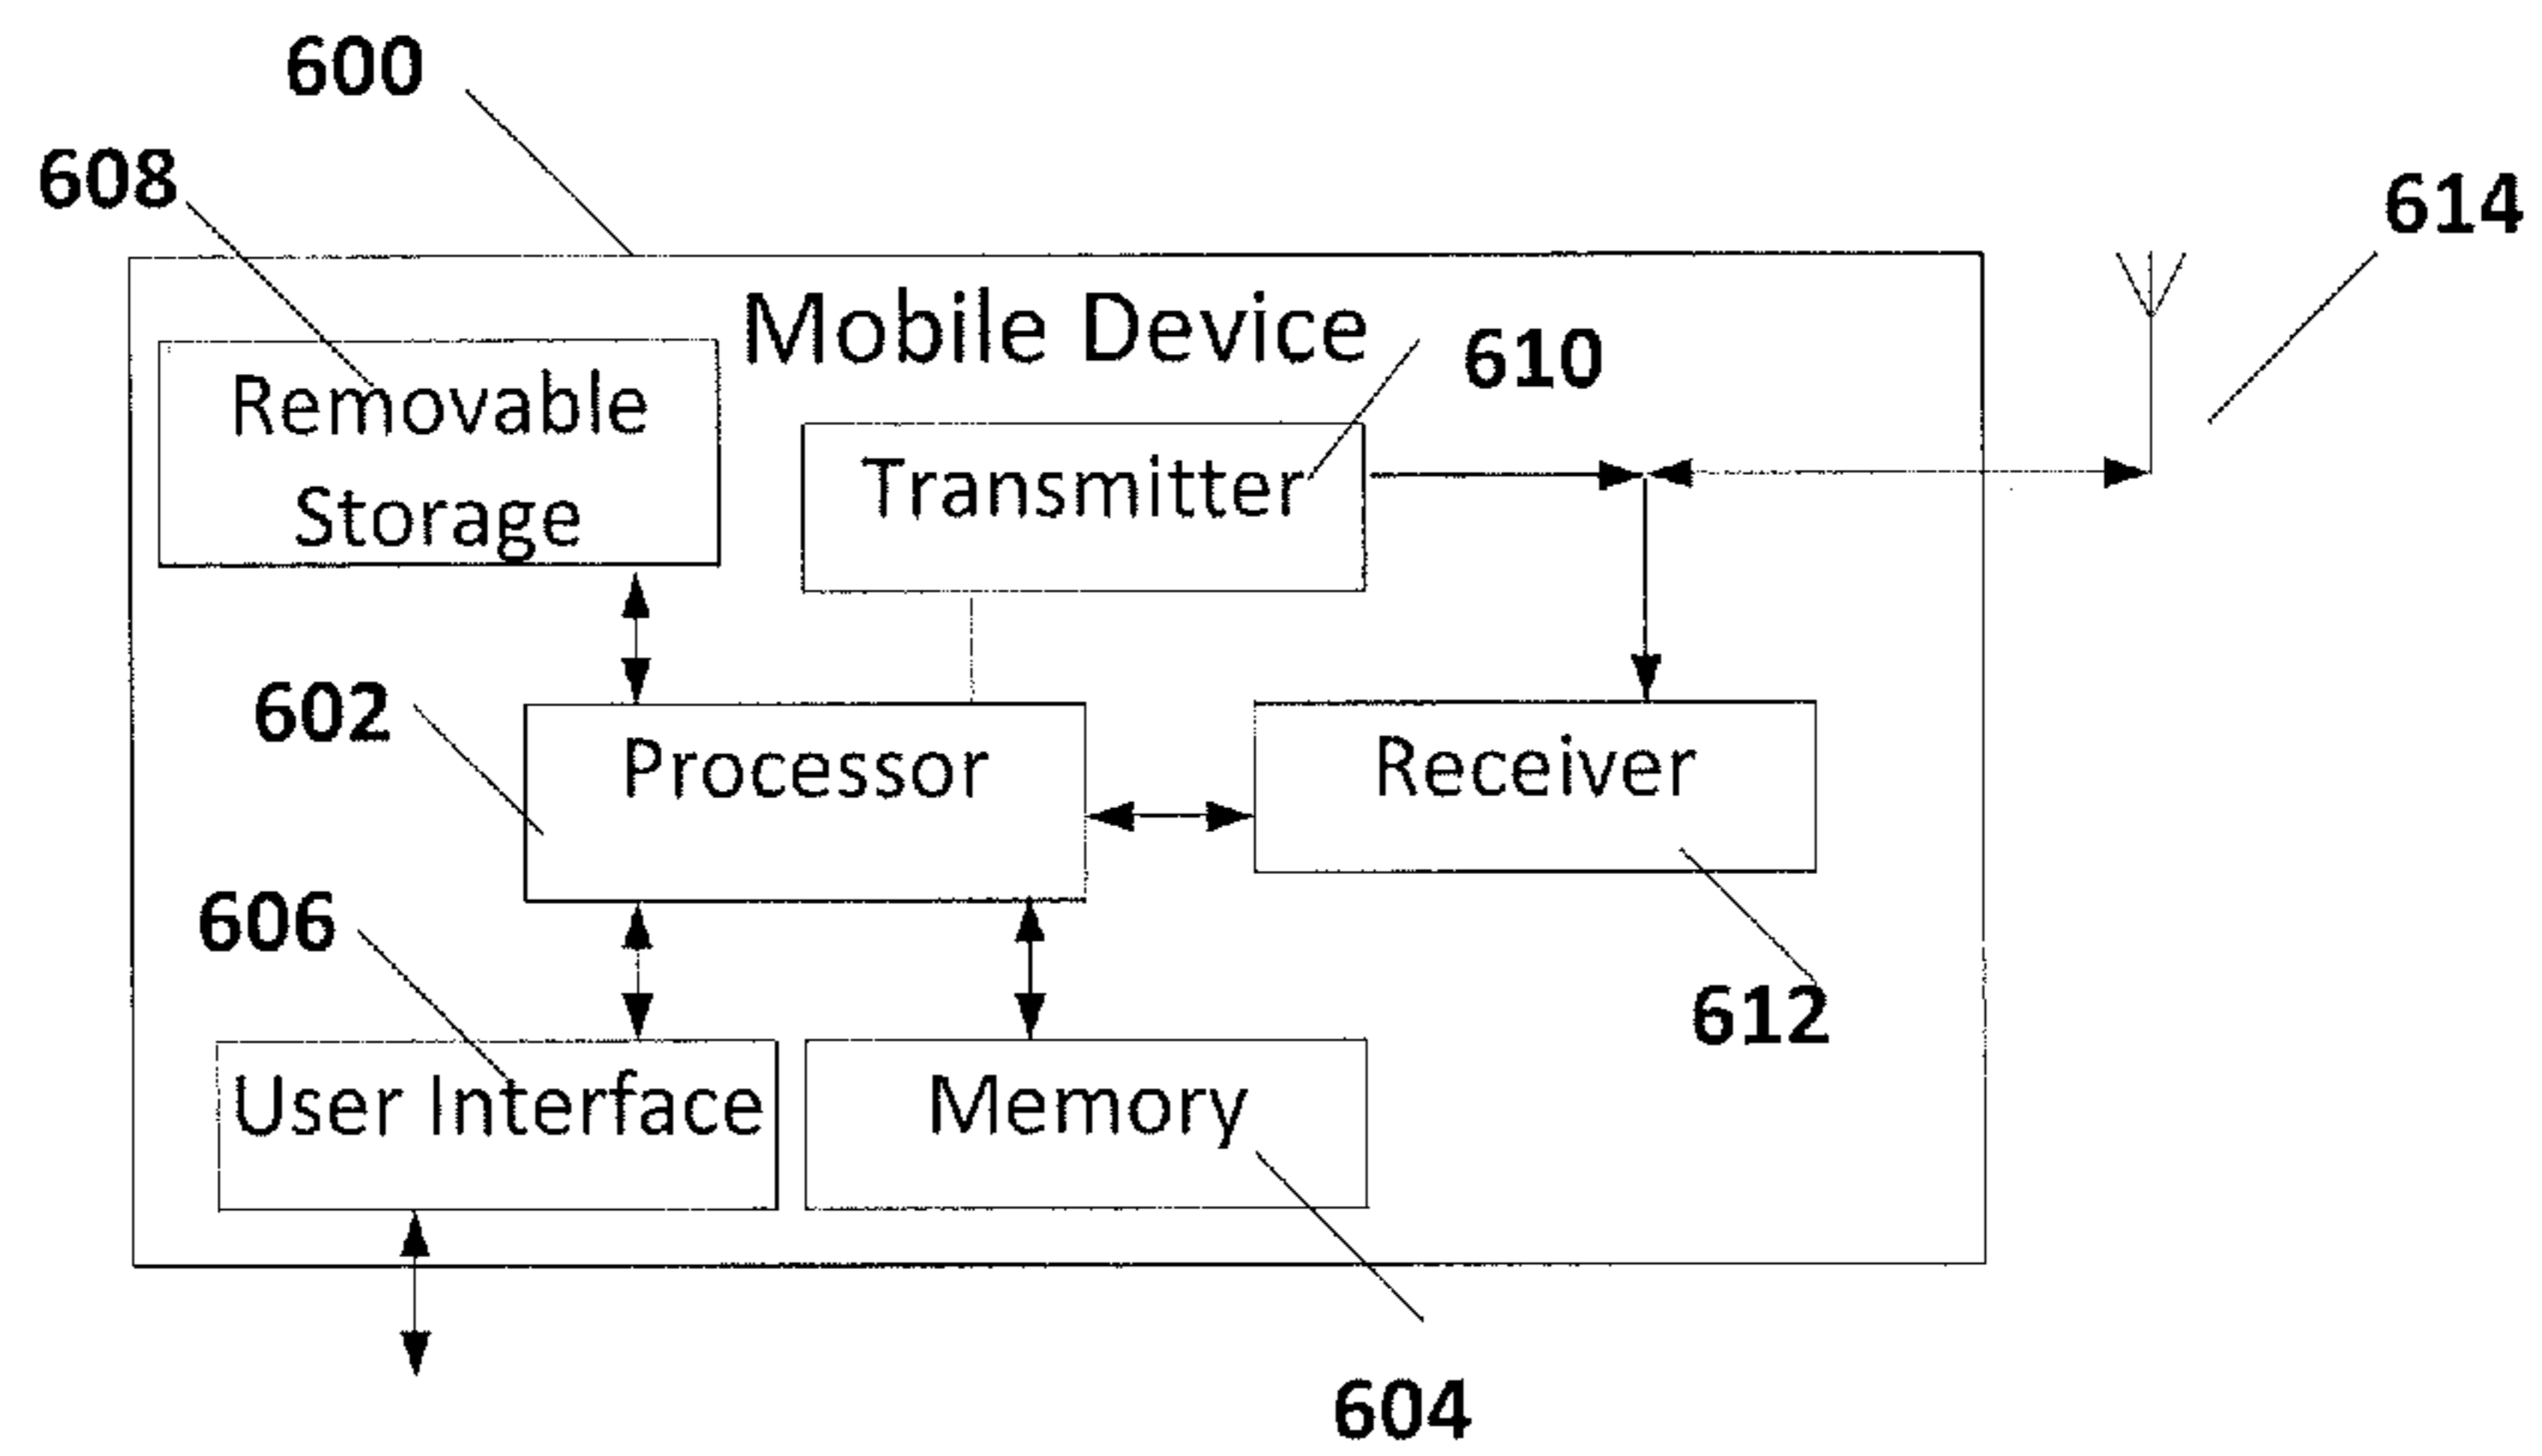 600
608
614
Mobile Device
610
Removable
Storage
Transmitter
602
Processor
Receiver
606
612
User Interface
Memory
604